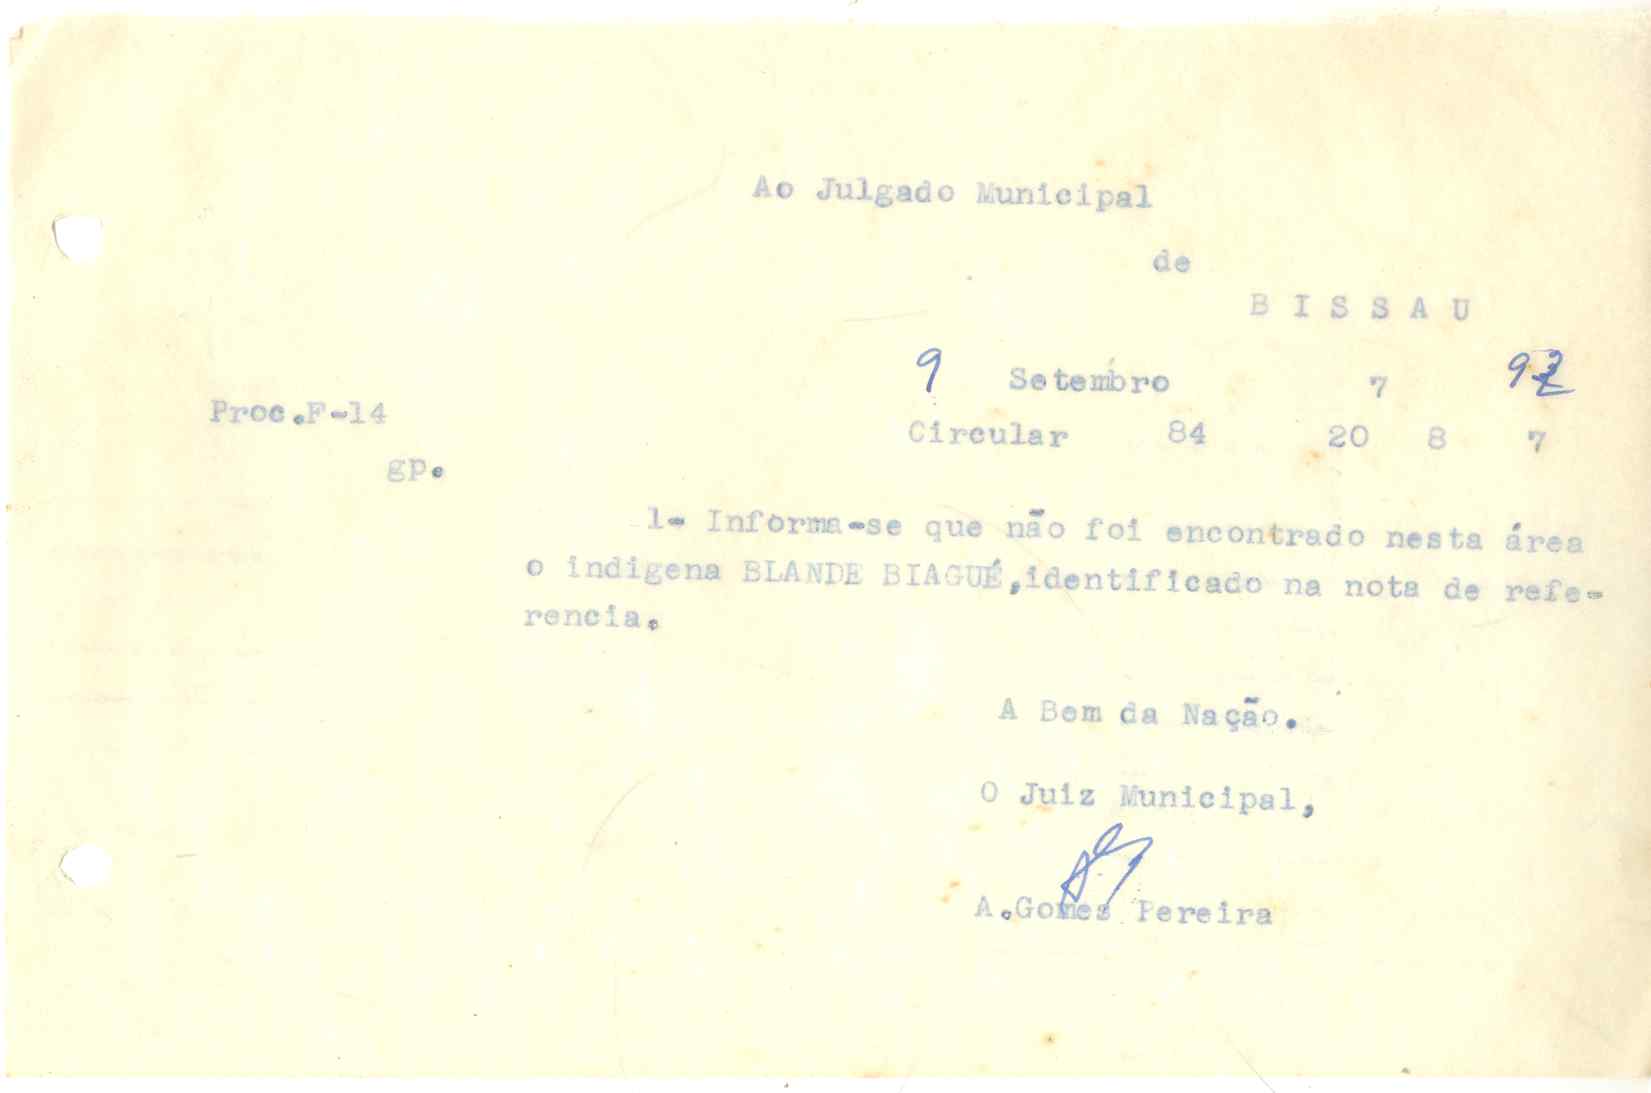 Ao Julgado Municipal
de
B I S S A U
9 Setembro 7
Proc.F-14
Circular 84 20 8 7
gp.
1- Informa-se que não foi encontrado nesta área
o indigena BLANDE BIAGUÉ,identificado na nota de refe-
rencia.
A Bem da Nação.
O Juiz Municipal,
A.Gomes Pereira